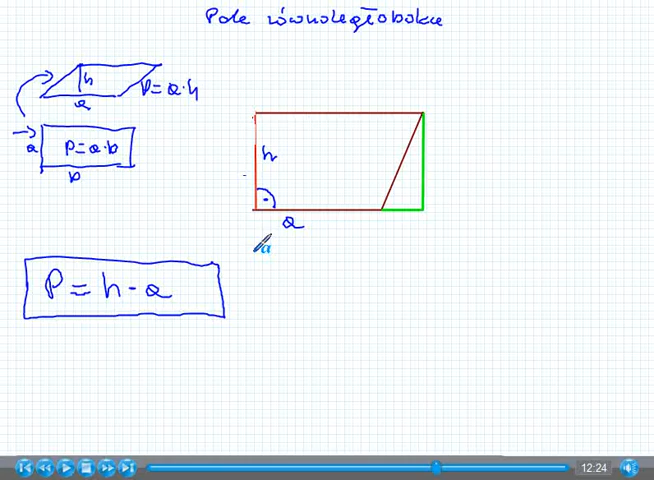 Pole równoległoboku
h
a
P = a · h
a
P = a · b
b
h
a
a
P = h · a
12:24